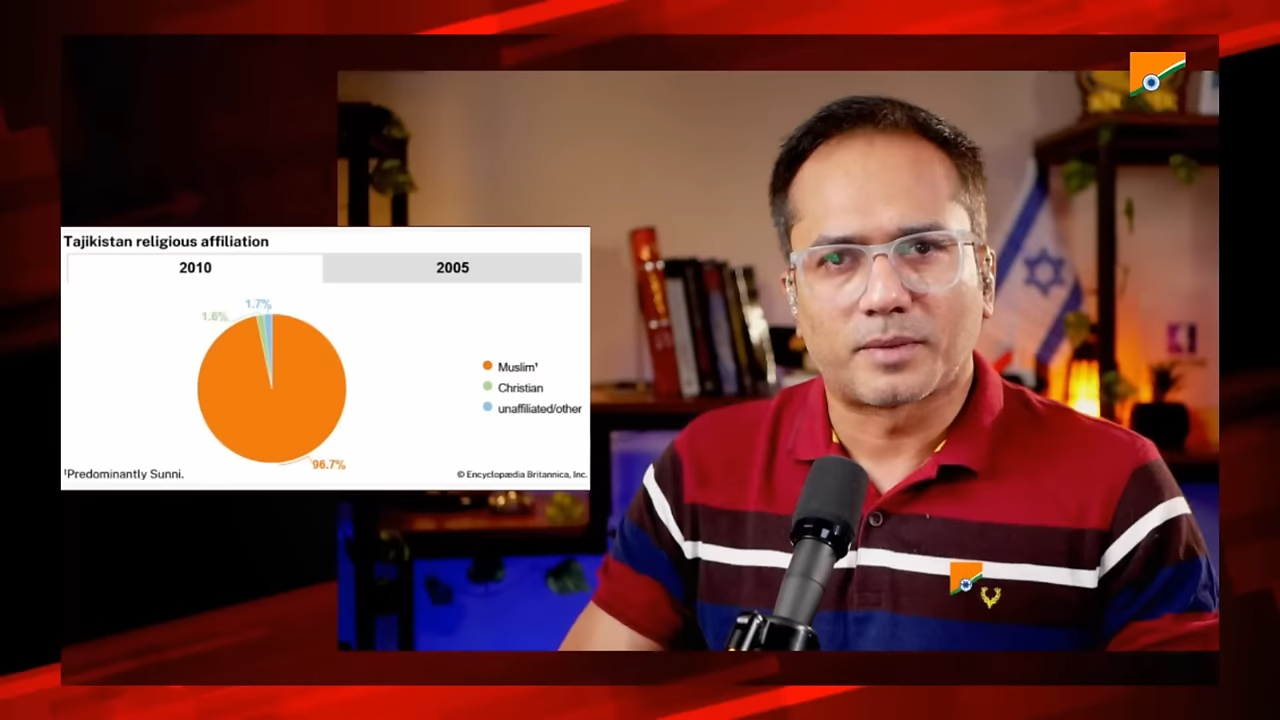 Tajikistan religious affiliation
2010 2005
1.7%
1.6%
Muslim¹
Christian
unaffiliated/other
96.7%
¹Predominantly Sunni. © Encyclopædia Britannica, Inc.